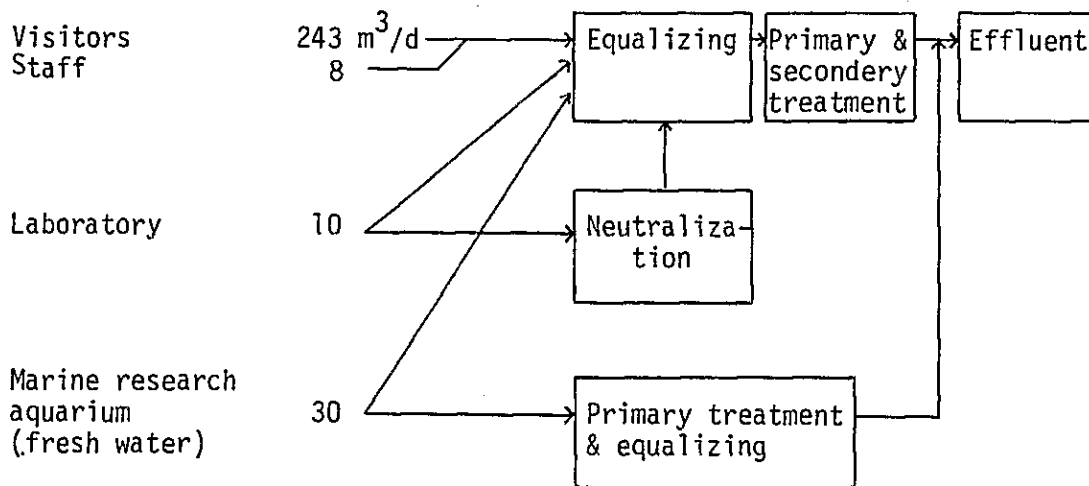 Visitors
Staff
243 m³/d
8
Equalizing
Primary &
secondery
treatment
Effluent
Laboratory
10
Neutraliza-
tion
Marine research
aquarium
(fresh water)
30
Primary treatment
& equalizing